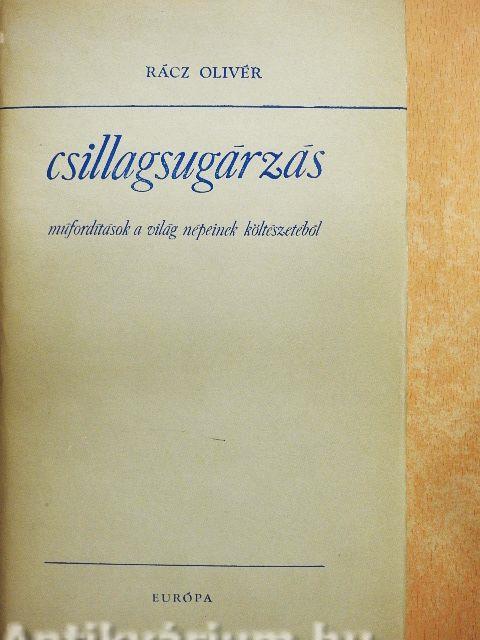 RÁCZ OLIVÉR
csillagsugárzás
műfordítások a világ népeinek költészetéből
EURÓPA
Antikvárium.hu